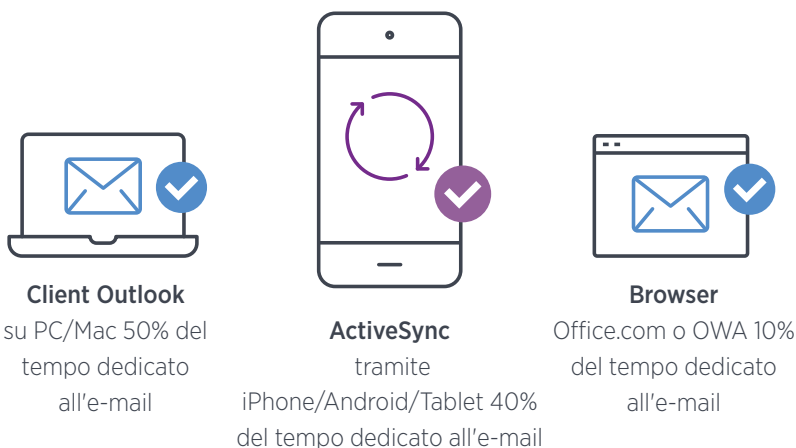 Client Outlook
su PC/Mac 50% del
tempo dedicato
all'e-mail
ActiveSync
tramite
iPhone/Android/Tablet 40%
del tempo dedicato all'e-mail
Browser
Office.com o OWA 10%
del tempo dedicato
all'e-mail